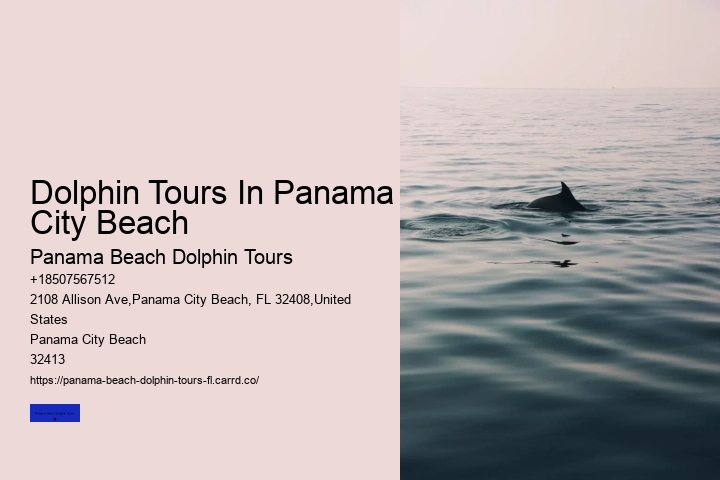 Dolphin Tours In Panama
City Beach
Panama Beach Dolphin Tours
+18507567512
2108 Allison Ave,Panama City Beach, FL 32408,United
States
Panama City Beach
32413
https://panama-beach-dolphin-tours-fl.carrd.co/